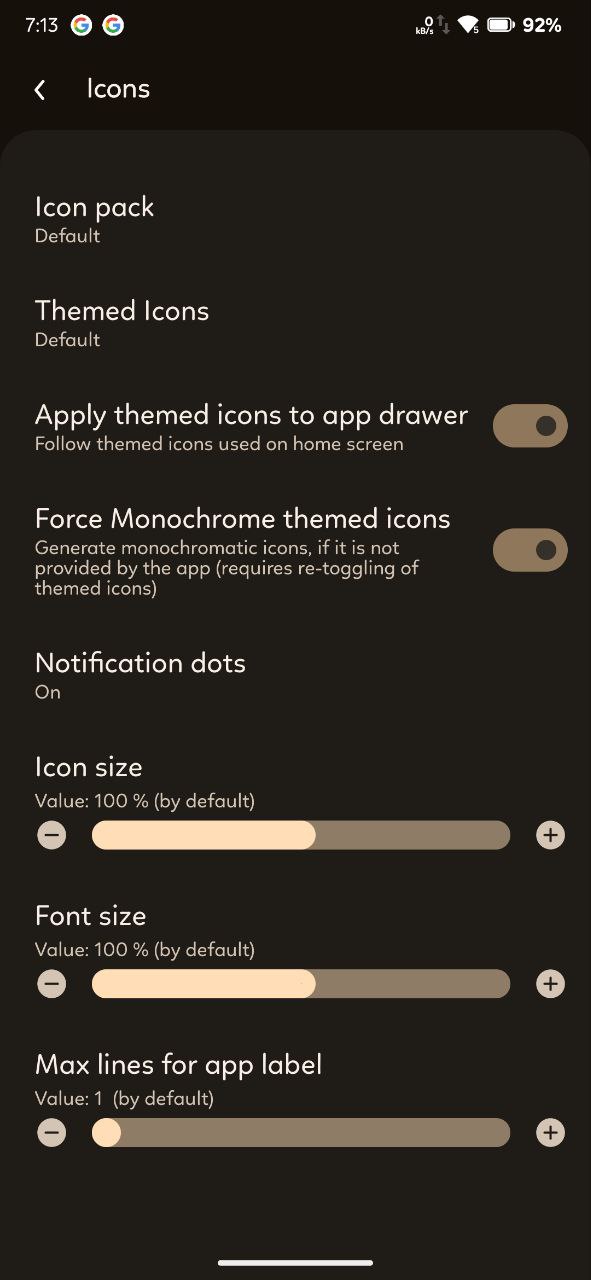 7:13
0
kB/s
5
92%
Icons
Icon pack
Default
Themed Icons
Default
Apply themed icons to app drawer
Follow themed icons used on home screen
Force Monochrome themed icons
Generate monochromatic icons, if it is not
provided by the app (requires re-toggling of
themed icons)
Notification dots
On
Icon size
Value: 100 % (by default)
Font size
Value: 100 % (by default)
Max lines for app label
Value: 1  (by default)